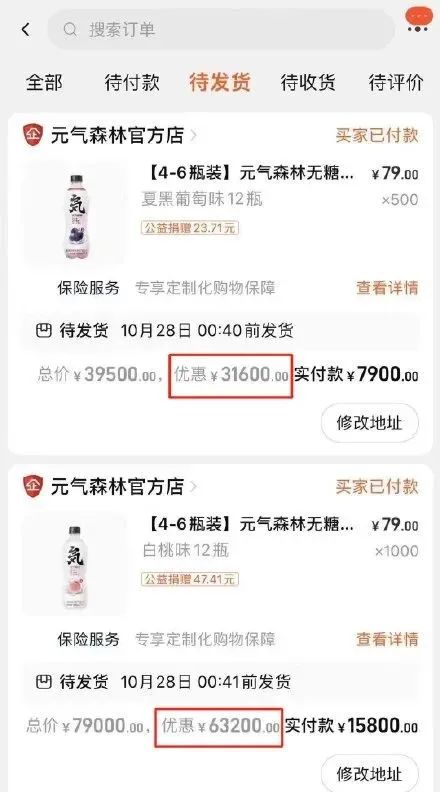 搜索订单
全部 待付款 待发货 待收货 待评价
企 元气森林官方店 买家已付款
【4-6瓶装】元气森林无糖... ¥79.00
夏黑葡萄味12瓶 ×500
公益捐赠23.71元
氣
保险服务 专享定制化购物保障 查看详情
待发货 10月28日 00:40前发货
总价¥39500.00, 优惠¥31600.00 实付款¥7900.00
修改地址
企 元气森林官方店 买家已付款
【4-6瓶装】元气森林无糖... ¥79.00
白桃味12瓶 ×1000
公益捐赠47.41元
氣
保险服务 专享定制化购物保障 查看详情
待发货 10月28日 00:41前发货
总价¥79000.00, 优惠¥63200.00 实付款¥15800.00
修改地址